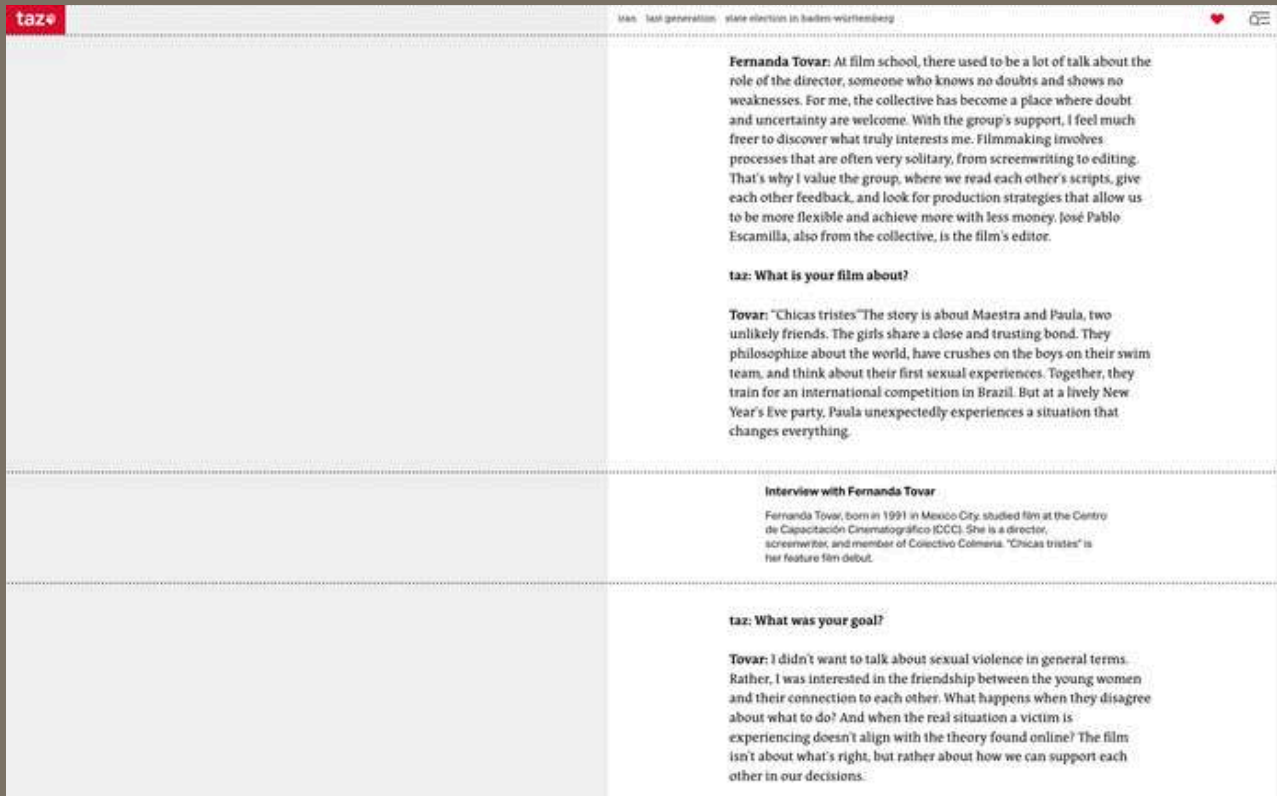 taz
iran last generation state election in baden-württemberg
Fernanda Tovar: At film school, there used to be a lot of talk about the
role of the director, someone who knows no doubts and shows no
weaknesses. For me, the collective has become a place where doubt
and uncertainty are welcome. With the group's support, I feel much
freer to discover what truly interests me. Filmmaking involves
processes that are often very solitary, from screenwriting to editing.
That's why I value the group, where we read each other's scripts, give
each other feedback, and look for production strategies that allow us
to be more flexible and achieve more with less money. José Pablo
Escamilla, also from the collective, is the film's editor.
taz: What is your film about?
Tovar: "Chicas tristes"The story is about Maestra and Paula, two
unlikely friends. The girls share a close and trusting bond. They
philosophize about the world, have crushes on the boys on their swim
team, and think about their first sexual experiences. Together, they
train for an international competition in Brazil. But at a lively New
Year's Eve party, Paula unexpectedly experiences a situation that
changes everything.
Interview with Fernanda Tovar
Fernanda Tovar, born in 1991 in Mexico City, studied film at the Centro
de Capacitación Cinematográfico (CCC). She is a director,
screenwriter, and member of Colectivo Colmena. "Chicas tristes" is
her feature film debut.
taz: What was your goal?
Tovar: I didn't want to talk about sexual violence in general terms.
Rather, I was interested in the friendship between the young women
and their connection to each other. What happens when they disagree
about what to do? And when the real situation a victim is
experiencing doesn't align with the theory found online? The film
isn't about what's right, but rather about how we can support each
other in our decisions.